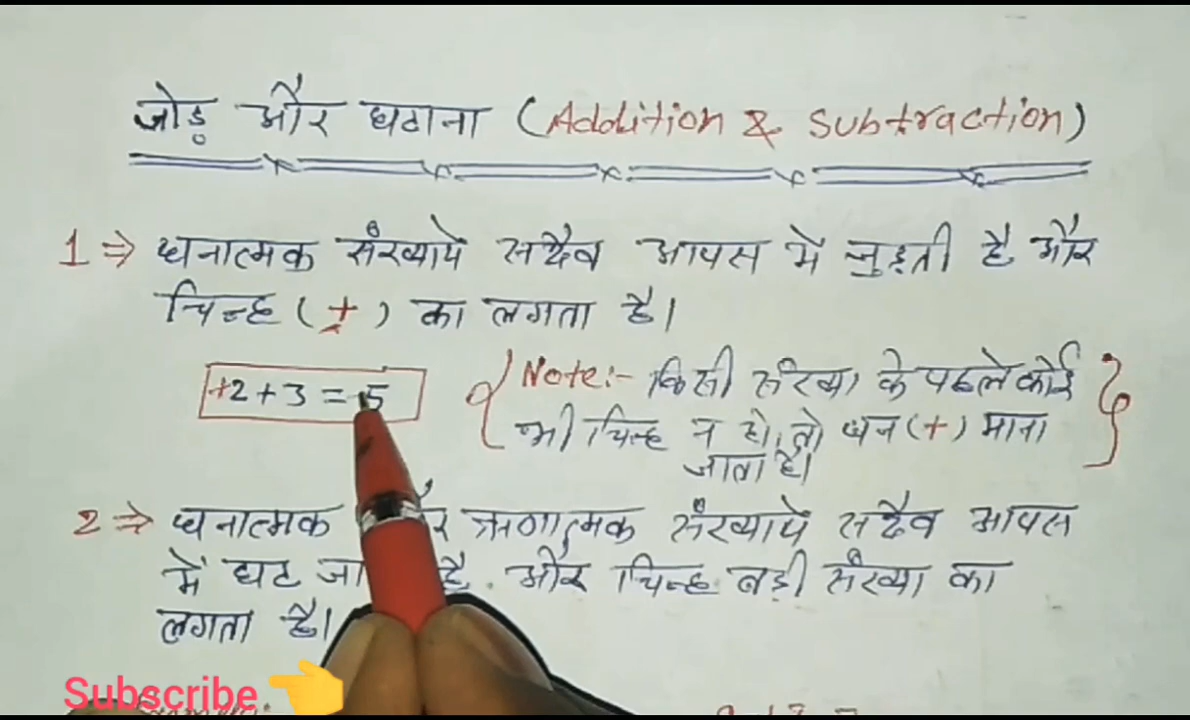 जोड़ और घटाना (Addition & Subtraction)
1 ⇒ धनात्मक संख्याये सदैव आपस मे जुड़ती है और
चिन्ह (+) का लगता है।
+2 + 3 = 5
Note:- किसी संख्या के पहले कोई
भी चिन्ह न हो, तो धन (+) माना
जाता है।
2 ⇒ धनात्मक ऋणात्मक संख्याये सदैव आपस
में घट है. और चिन्ह बड़ी संख्या का
लगता है।
Subscribe